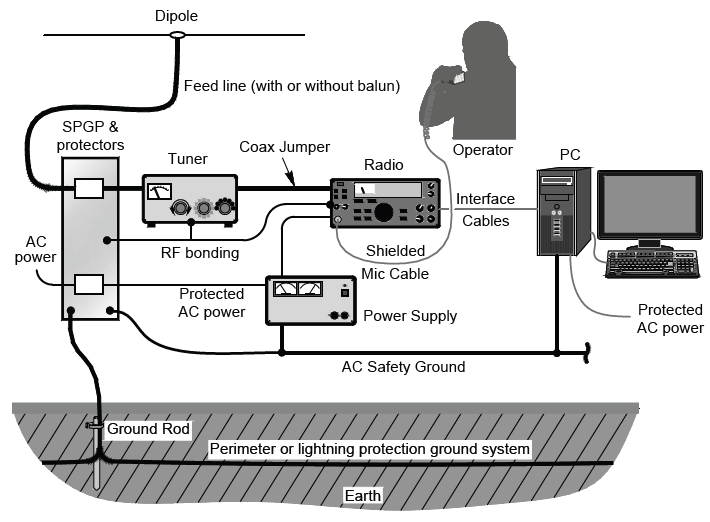 Dipole
Feed line (with or without balun)
SPGP &
protectors
Tuner
Coax Jumper
Radio
Operator
PC
Interface
Cables
AC
power
RF bonding
Shielded
Mic Cable
Protected
AC power
Power Supply
Protected
AC power
AC Safety Ground
Ground Rod
Perimeter or lightning protection ground system
Earth